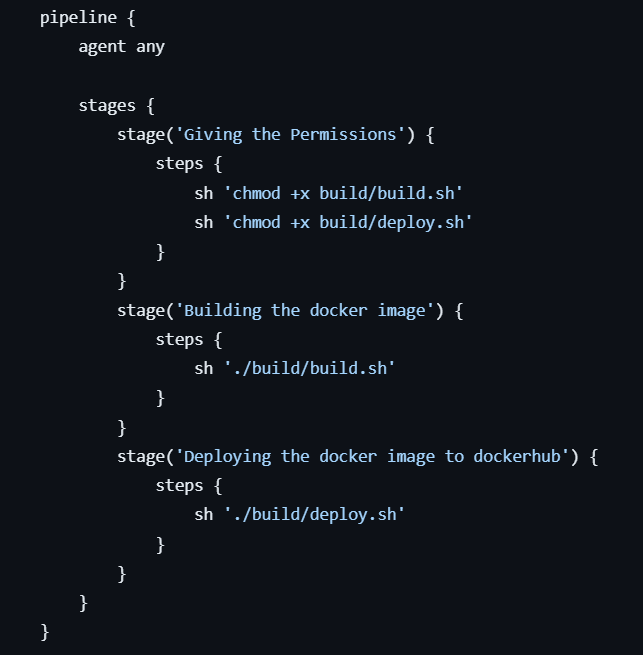 pipeline {
    agent any

    stages {
        stage('Giving the Permissions') {
            steps {
                sh 'chmod +x build/build.sh'
                sh 'chmod +x build/deploy.sh'
            }
        }
        stage('Building the docker image') {
            steps {
                sh './build/build.sh'
            }
        }
        stage('Deploying the docker image to dockerhub') {
            steps {
                sh './build/deploy.sh'
            }
        }
    }
}